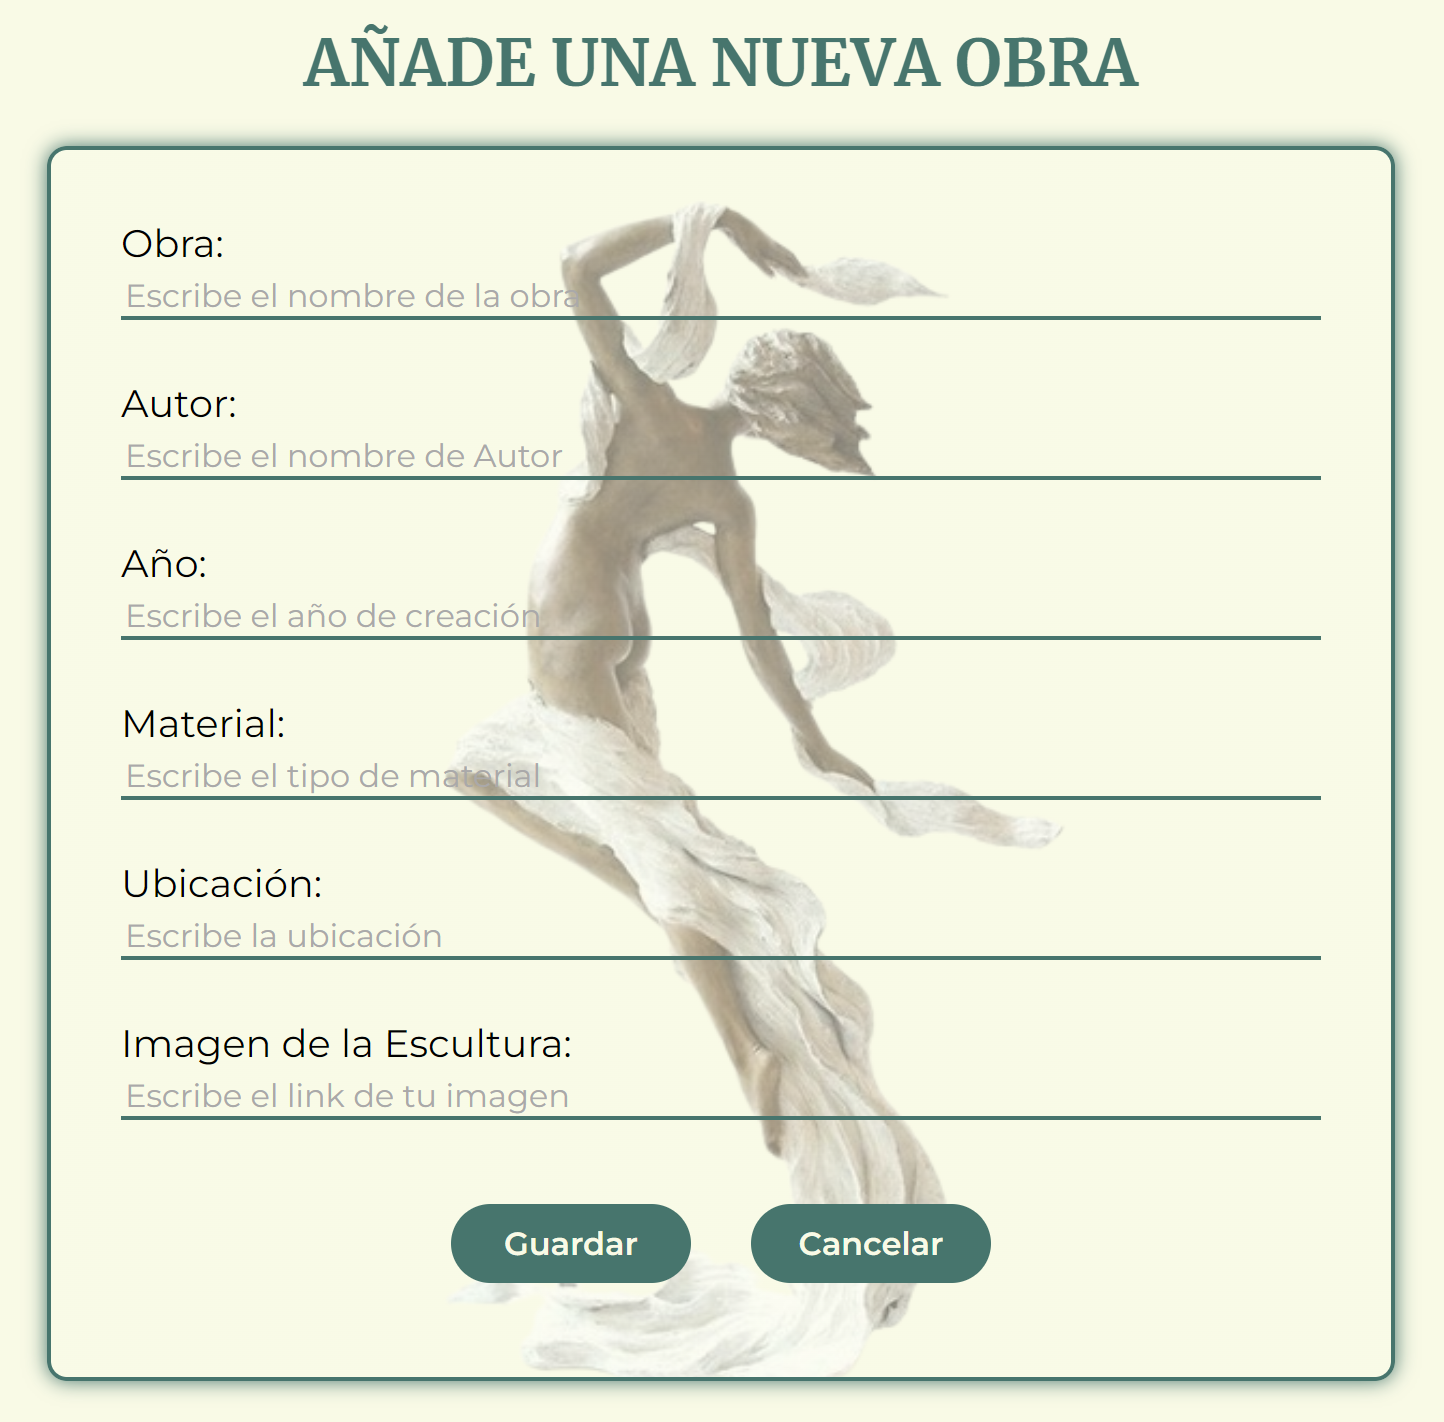 AÑADE UNA NUEVA OBRA
Obra:
Escribe el nombre de la obra
Autor:
Escribe el nombre de Autor
Año:
Escribe el año de creación
Material:
Escribe el tipo de material
Ubicación:
Escribe la ubicación
Imagen de la Escultura:
Escribe el link de tu imagen
Guardar Cancelar